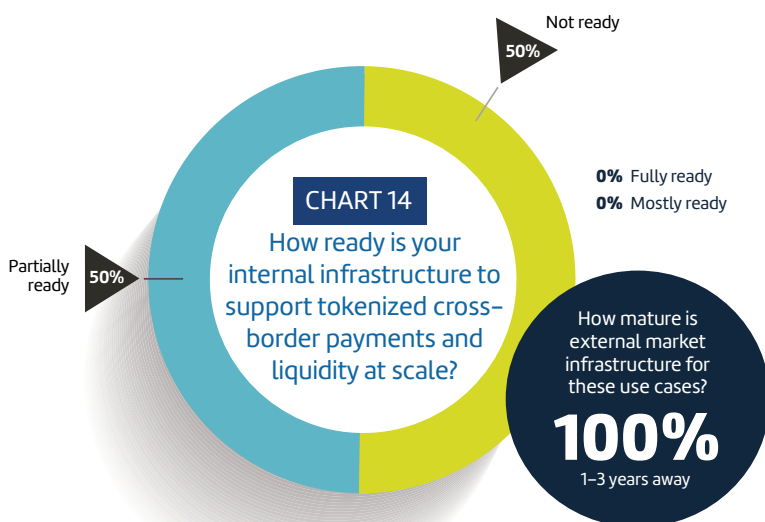 Not ready
50%
0% Fully ready
0% Mostly ready
CHART 14
How ready is your
internal infrastructure to
support tokenized cross–
border payments and
liquidity at scale?
Partially
ready
50%
How mature is
external market
infrastructure for
these use cases?
100%
1–3 years away